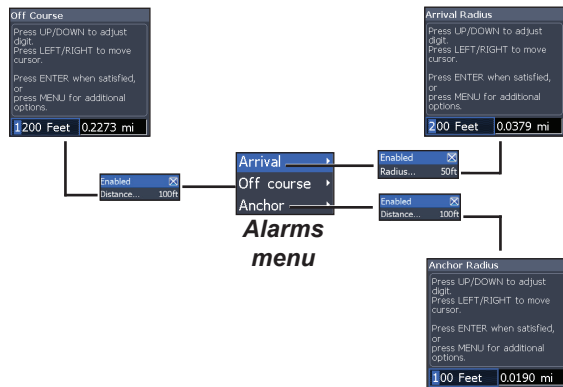 Off Course
Press UP/DOWN to adjust
digit.
Press LEFT/RIGHT to move
cursor.
Press ENTER when satisfied,
or
press MENU for additional
options.
1200 Feet 0.2273 mi
Arrival Radius
Press UP/DOWN to adjust
digit.
Press LEFT/RIGHT to move
cursor.
Press ENTER when satisfied,
or
press MENU for additional
options.
200 Feet 0.0379 mi
Enabled
Distance... 100ft
Arrival
Off course
Anchor
Alarms
menu
Enabled
Radius... 50ft
Enabled
Distance... 100ft
Anchor Radius
Press UP/DOWN to adjust
digit.
Press LEFT/RIGHT to move
cursor.
Press ENTER when satisfied,
or
press MENU for additional
options.
100 Feet 0.0190 mi